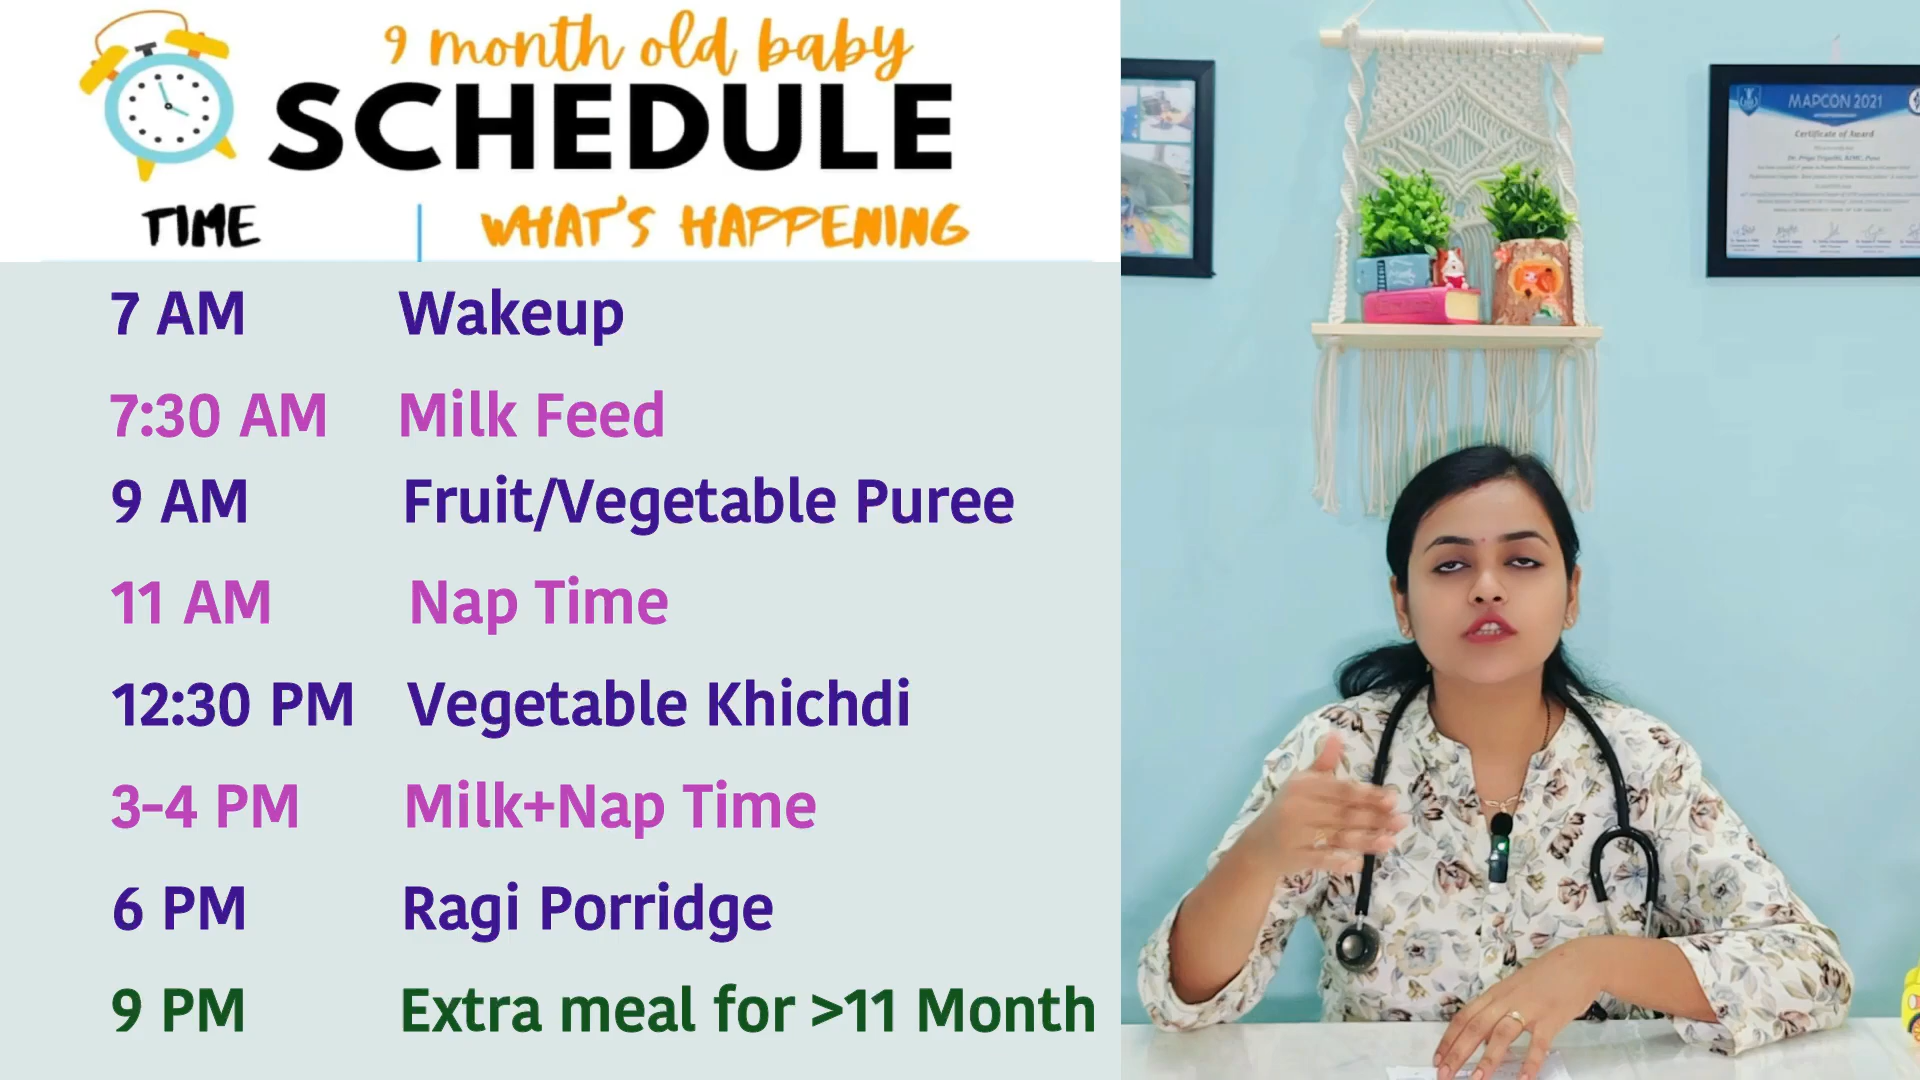 9 month old baby
SCHEDULE
TIME WHAT'S HAPPENING
7 AM Wakeup
7:30 AM Milk Feed
9 AM Fruit/Vegetable Puree
11 AM Nap Time
12:30 PM Vegetable Khichdi
3-4 PM Milk+Nap Time
6 PM Ragi Porridge
9 PM Extra meal for >11 Month
MAPCON 2021
Certificate of Award